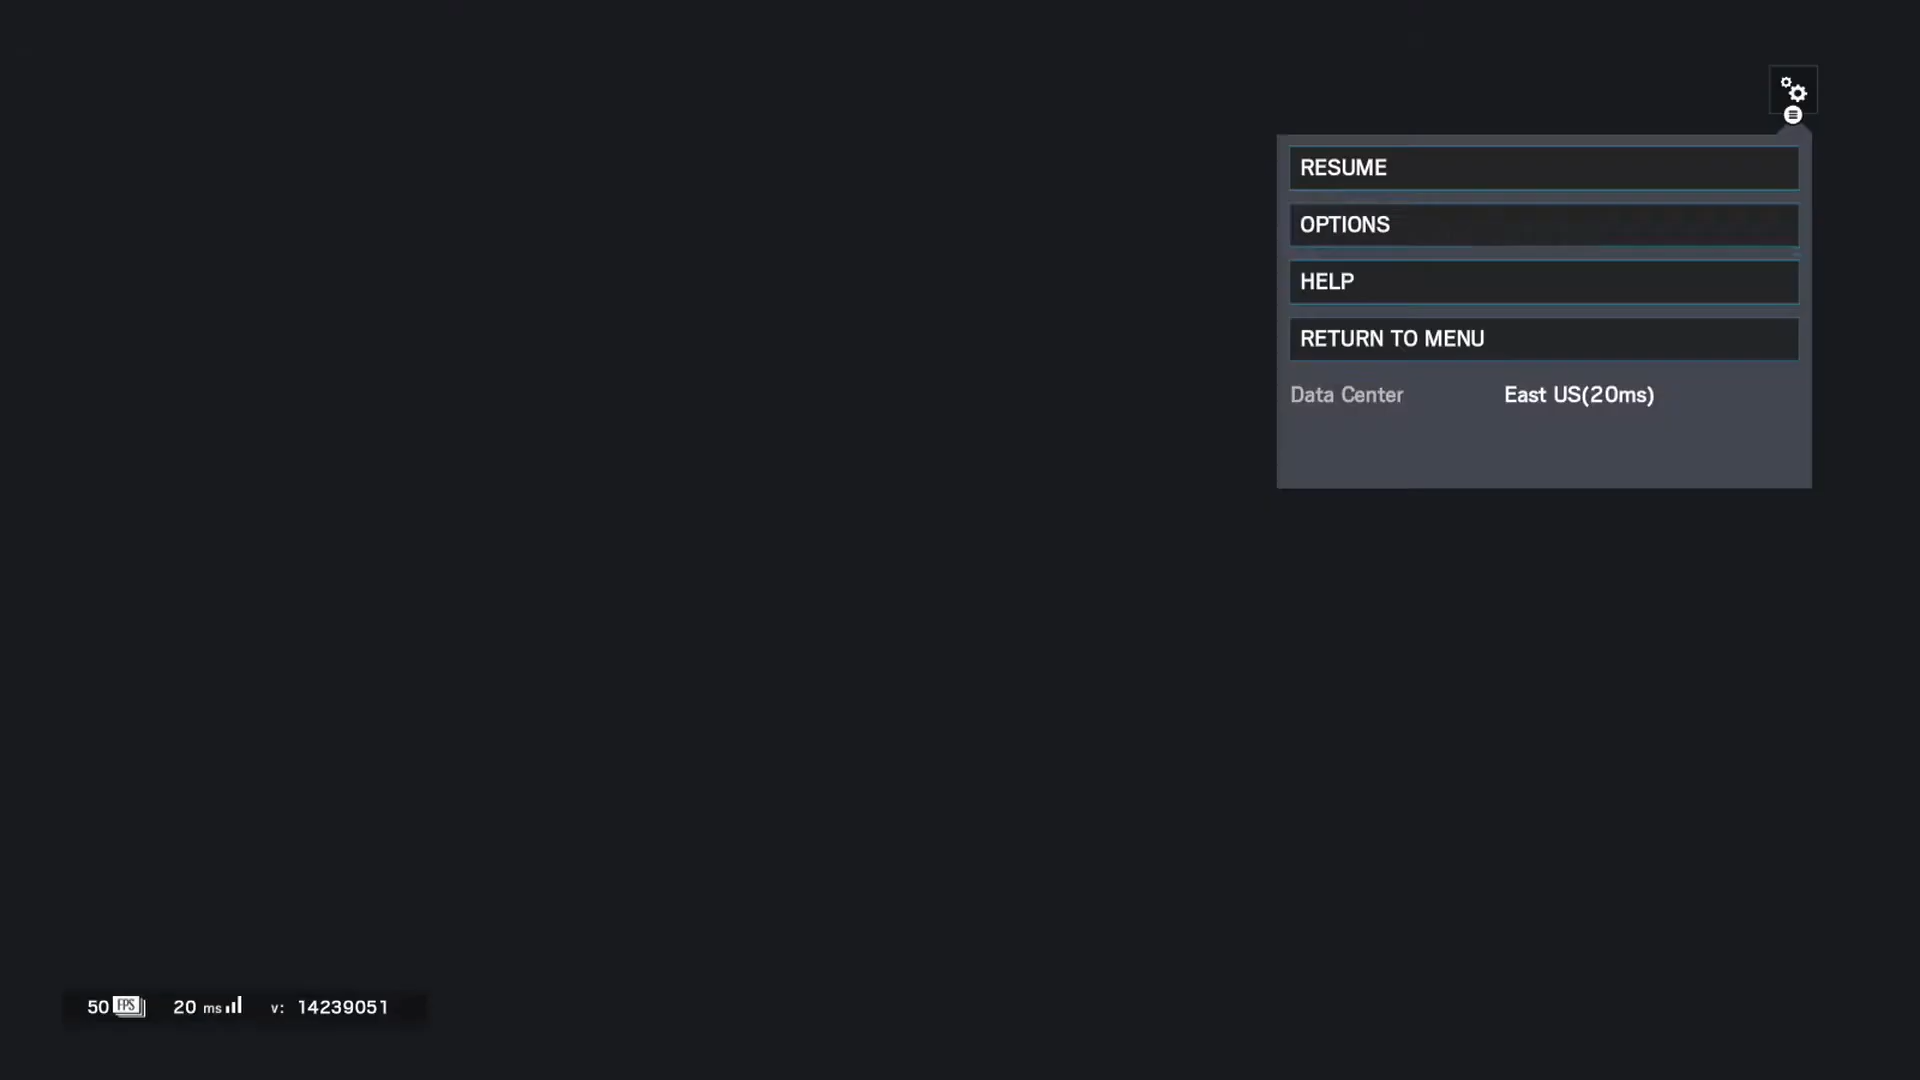 RESUME
OPTIONS
HELP
RETURN TO MENU
Data Center East US(20ms)
50 FPS 20 ms v: 14239051